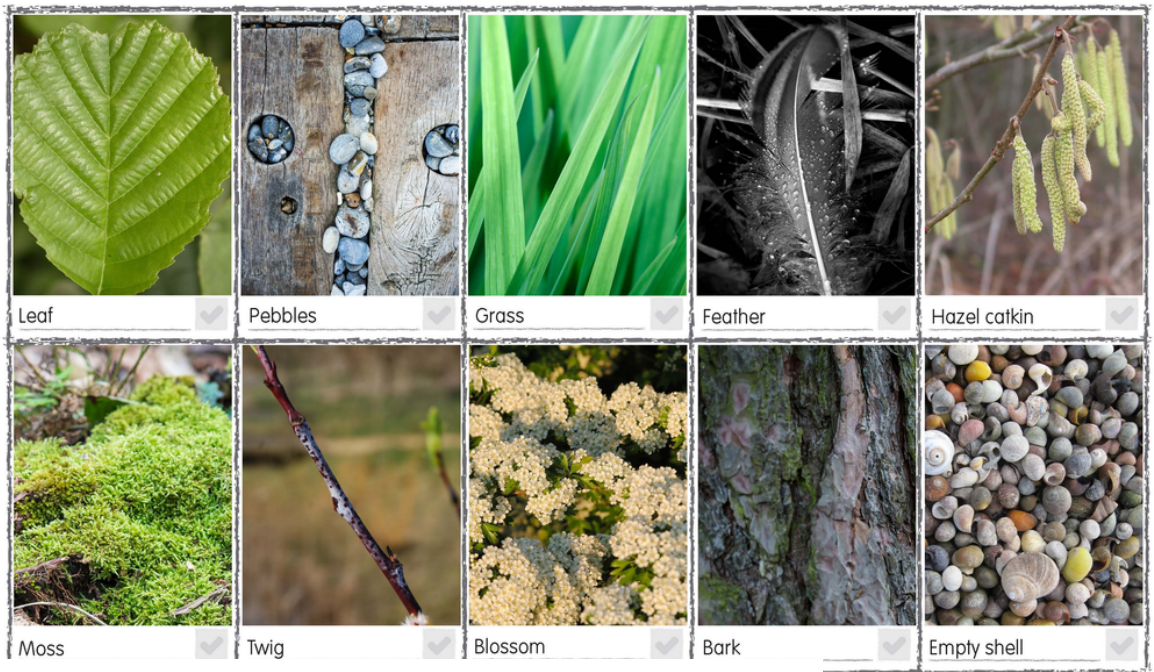 Leaf
Pebbles
Grass
Feather
Hazel catkin
Moss
Twig
Blossom
Bark
Empty shell